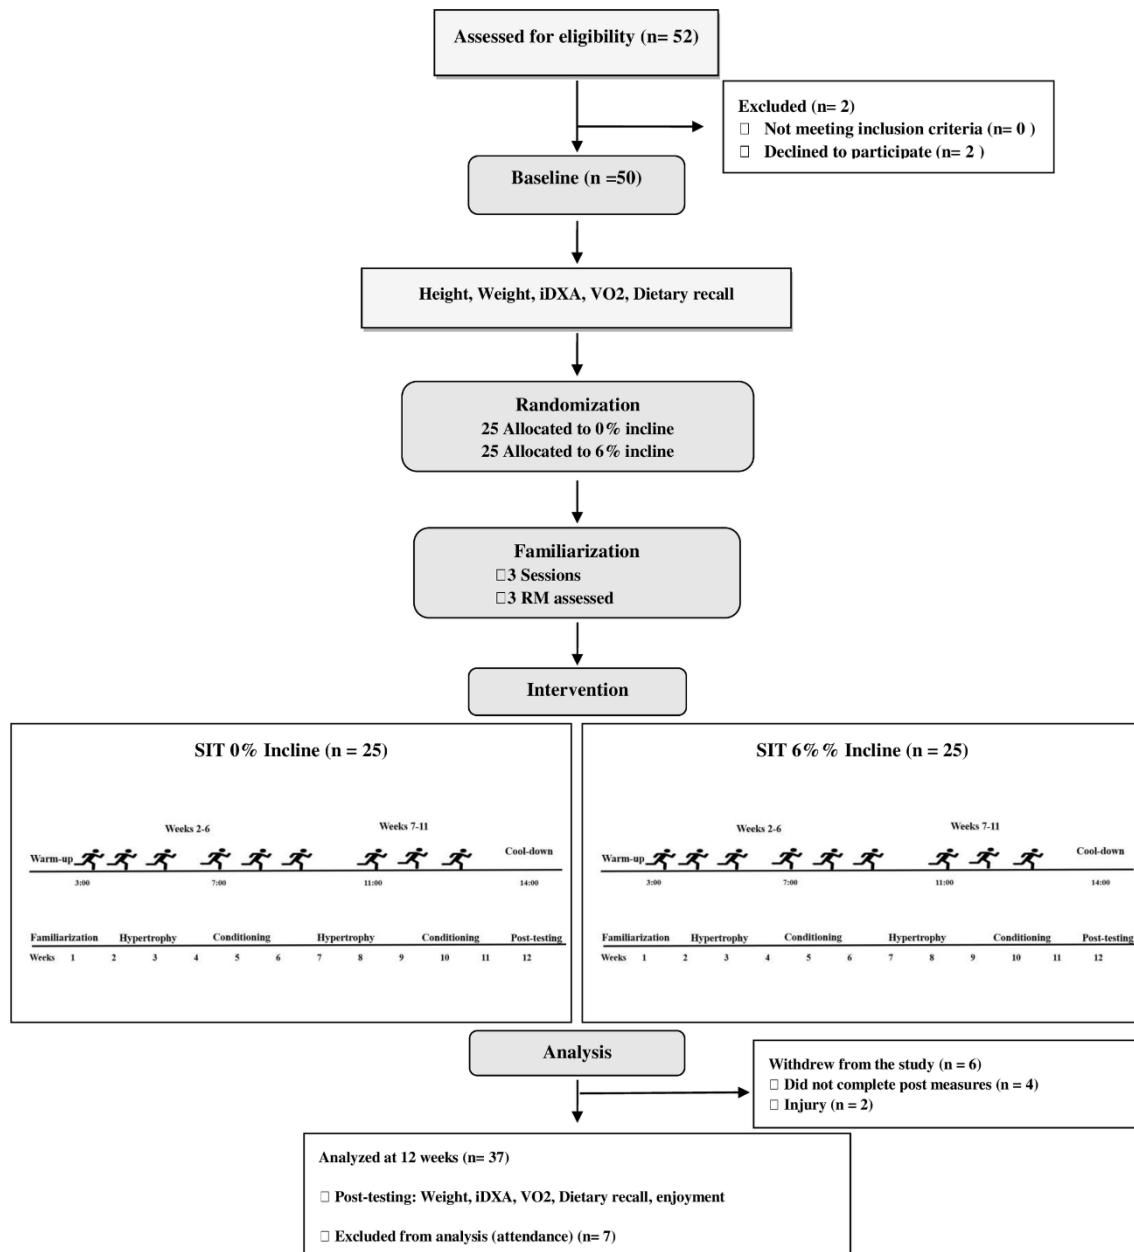 Assessed for eligibility (n= 52)
Excluded (n= 2)
□ Not meeting inclusion criteria (n= 0 )
□ Declined to participate (n= 2 )
Baseline (n =50)
Height, Weight, iDXA, VO2, Dietary recall
Randomization
25 Allocated to 0% incline
25 Allocated to 6% incline
Familiarization
□3 Sessions
□3 RM assessed
Intervention
SIT 0% Incline (n = 25)
Weeks 2-6 Weeks 7-11
Warm-up Cool-down
3:00 7:00 11:00 14:00
Familiarization Hypertrophy Conditioning Hypertrophy Conditioning Post-testing
Weeks 1 2 3 4 5 6 7 8 9 10 11 12
SIT 6%% Incline (n = 25)
Weeks 2-6 Weeks 7-11
Warm-up Cool-down
3:00 7:00 11:00 14:00
Familiarization Hypertrophy Conditioning Hypertrophy Conditioning Post-testing
Weeks 1 2 3 4 5 6 7 8 9 10 11 12
Analysis
Withdrew from the study (n = 6)
□ Did not complete post measures (n = 4)
□ Injury (n = 2)
Analyzed at 12 weeks (n= 37)
□ Post-testing: Weight, iDXA, VO2, Dietary recall, enjoyment
□ Excluded from analysis (attendance) (n= 7)